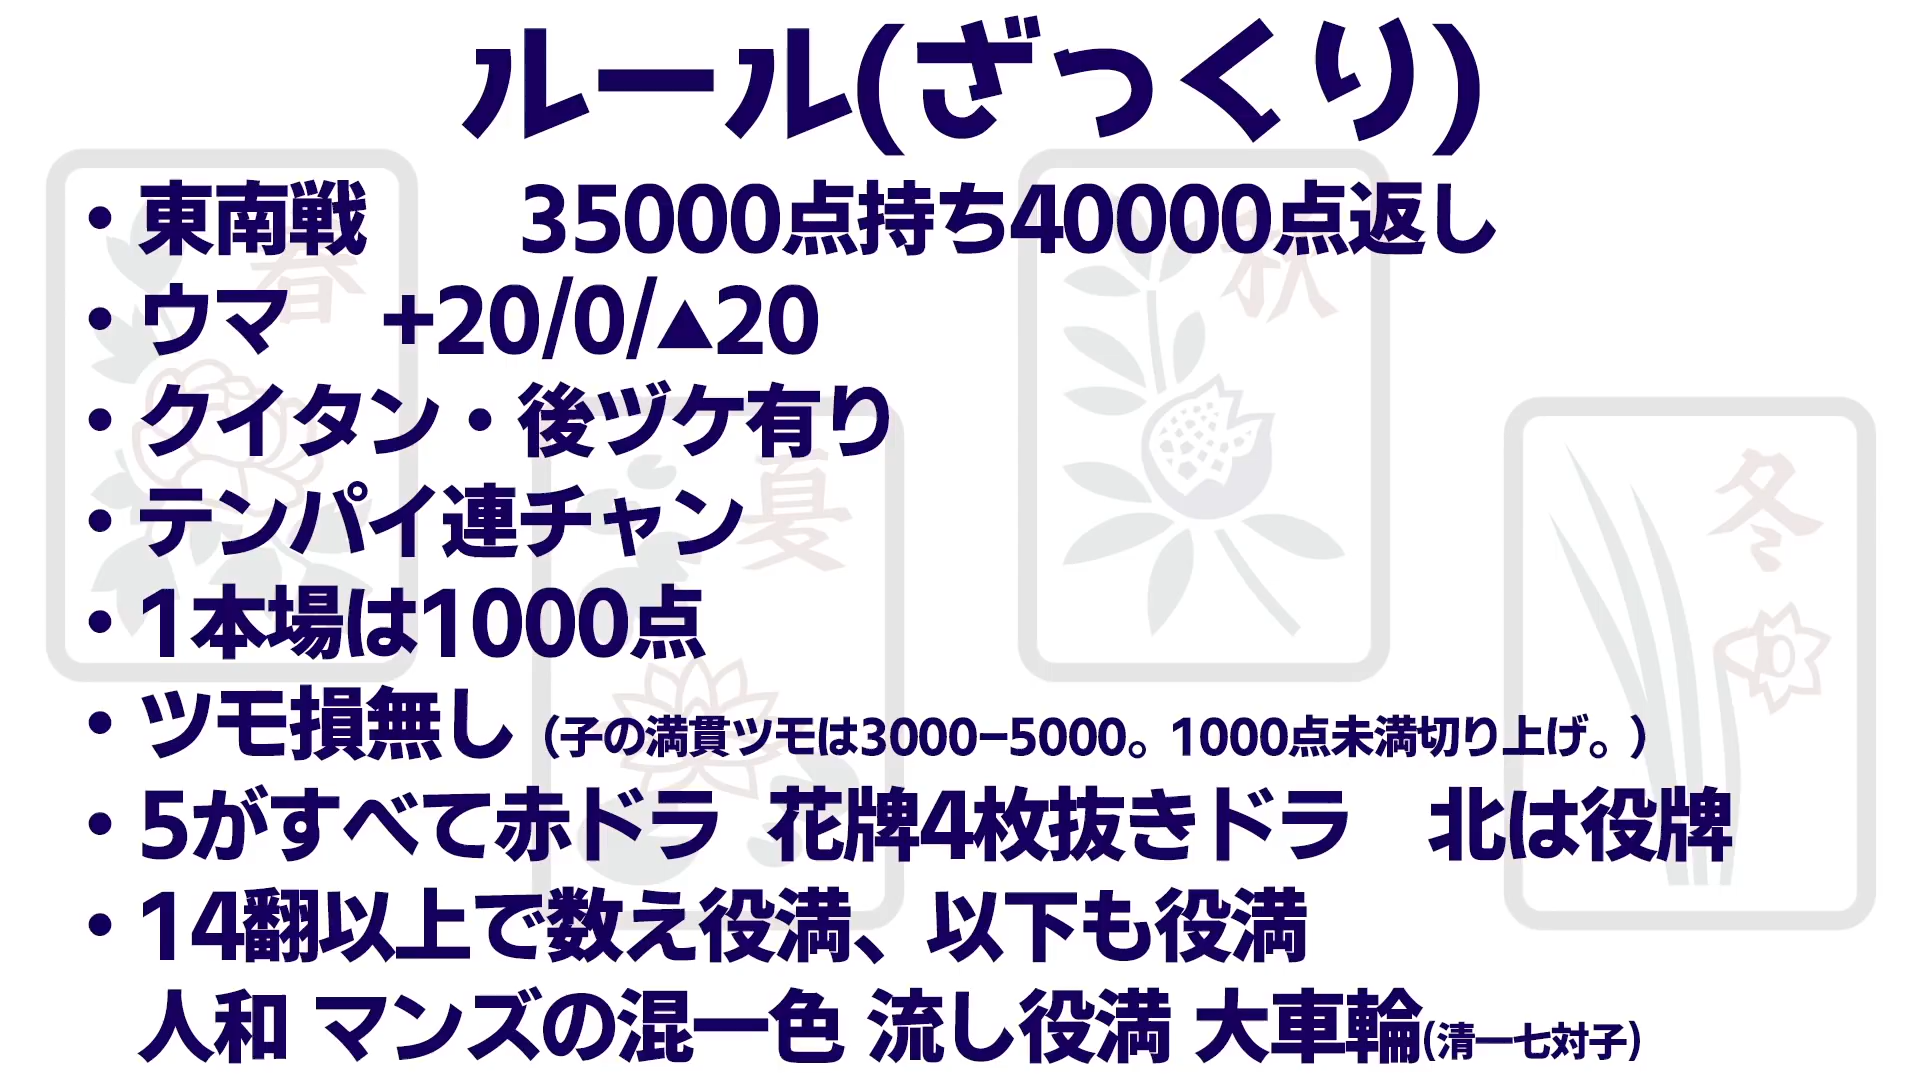 ルール(ざっくり)
・東南戦　35000点持ち40000点返し
・ウマ　+20/0/▲20
・クイタン・後ヅケ有り
・テンパイ連チャン
・1本場は1000点
・ツモ損無し（子の満貫ツモは3000−5000。1000点未満切り上げ。）
・5がすべて赤ドラ 花牌4枚抜きドラ　北は役牌
・14翻以上で数え役満、以下も役満
人和 マンズの混一色 流し役満 大車輪(清一七対子)
春
夏
秋
冬